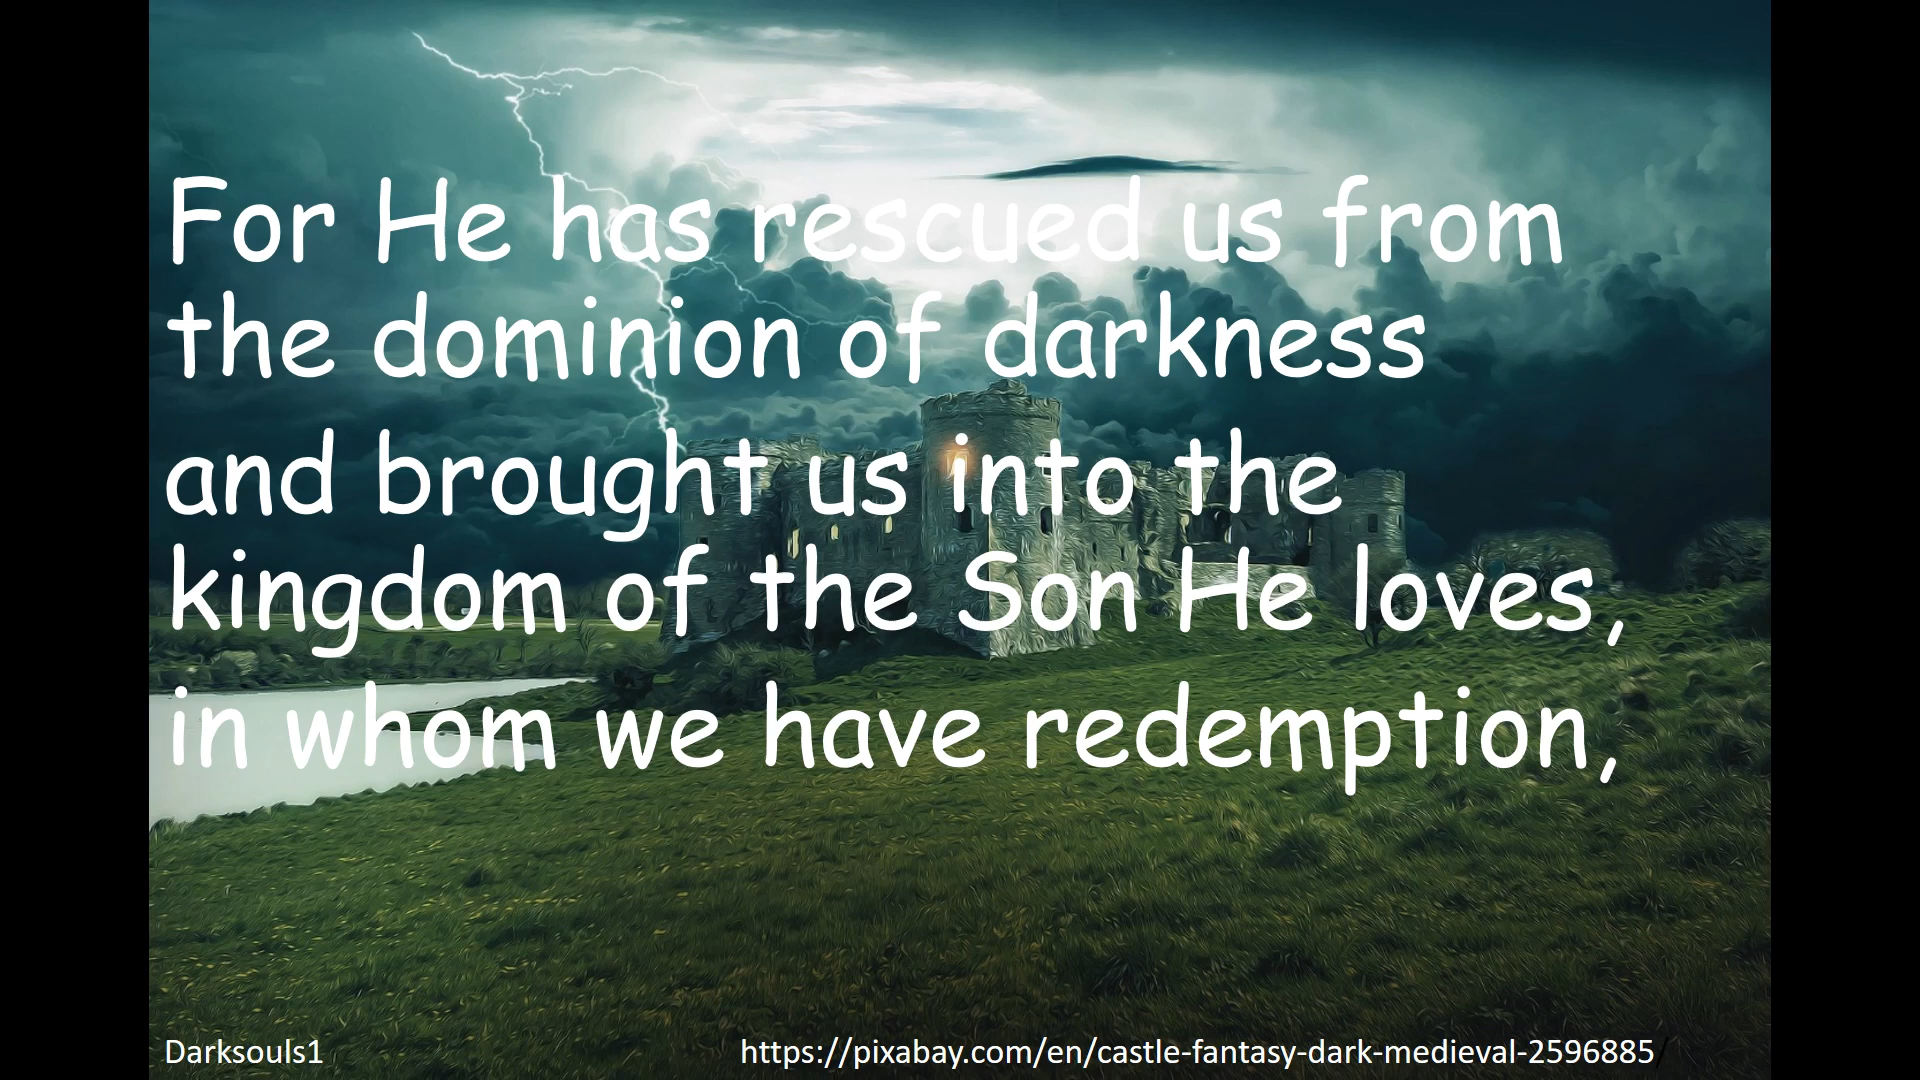 For He has rescued us from
the dominion of darkness
and brought us into the
kingdom of the Son He loves,
in whom we have redemption,
Darksouls1
https://pixabay.com/en/castle-fantasy-dark-medieval-2596885/